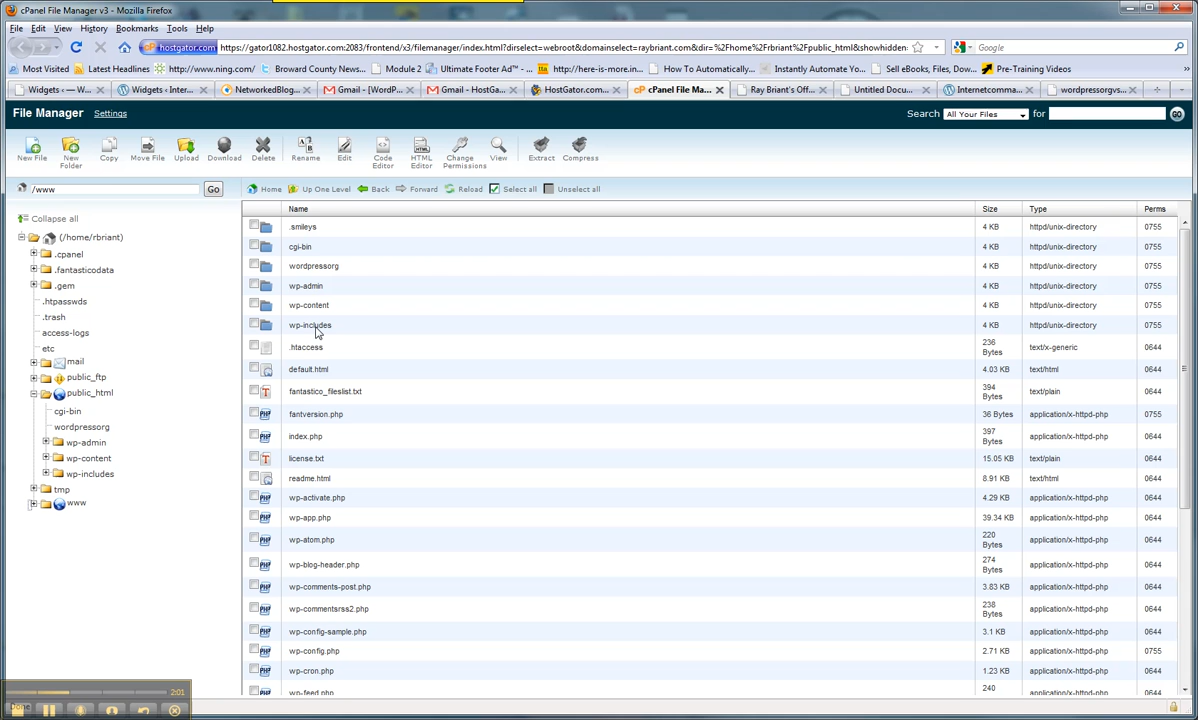 cPanel File Manager v3 - Mozilla Firefox
File Edit View History Bookmarks Tools Help
hostgator.com https://gator1082.hostgator.com:2083/frontend/x3/filemanager/index.html?dirselect=webroot&domainselect=raybriant.com&dir=%2Fhome%2Frbriant%2Fpublic_html&showhidden: Google
Most Visited Latest Headlines http://www.ning.com/ Broward County News... Module 2 Ultimate Footer Ad™ -... http://here-is-more.in... How To Automatically... Instantly Automate Yo... Sell eBooks, Files, Dow... Pre-Training Videos
Widgets ‹ — W... Widgets ‹ Inter... NetworkedBlog... Gmail - [WordP... Gmail - HostGa... HostGator.com... cPanel File Ma... Ray Briant's Off... Untitled Docu... Internetcomma... wordpressorgvs...
File Manager Settings Search All Your Files for GO
New File New Folder Copy Move File Upload Download Delete Rename Edit Code Editor HTML Editor Change Permissions View Extract Compress
/www Go Home Up One Level Back Forward Reload Select all Unselect all
Collapse all
(/home/rbriant)
.cpanel
.fantasticodata
.gem
.htpasswds
.trash
access-logs
etc
mail
public_ftp
public_html
cgi-bin
wordpressorg
wp-admin
wp-content
wp-includes
tmp
www
Name Size Type Perms
.smileys 4 KB httpd/unix-directory 0755
cgi-bin 4 KB httpd/unix-directory 0755
wordpressorg 4 KB httpd/unix-directory 0755
wp-admin 4 KB httpd/unix-directory 0755
wp-content 4 KB httpd/unix-directory 0755
wp-includes 4 KB httpd/unix-directory 0755
.htaccess 236 Bytes text/x-generic 0644
default.html 4.03 KB text/html 0644
fantastico_fileslist.txt 394 Bytes text/plain 0644
fantversion.php 36 Bytes application/x-httpd-php 0755
index.php 397 Bytes application/x-httpd-php 0644
license.txt 15.05 KB text/plain 0644
readme.html 8.91 KB text/html 0644
wp-activate.php 4.29 KB application/x-httpd-php 0644
wp-app.php 39.34 KB application/x-httpd-php 0644
wp-atom.php 220 Bytes application/x-httpd-php 0644
wp-blog-header.php 274 Bytes application/x-httpd-php 0644
wp-comments-post.php 3.83 KB application/x-httpd-php 0644
wp-commentsrss2.php 238 Bytes application/x-httpd-php 0644
wp-config-sample.php 3.1 KB application/x-httpd-php 0644
wp-config.php 2.71 KB application/x-httpd-php 0755
wp-cron.php 1.23 KB application/x-httpd-php 0644
wp-feed.php 240
2:01
Done